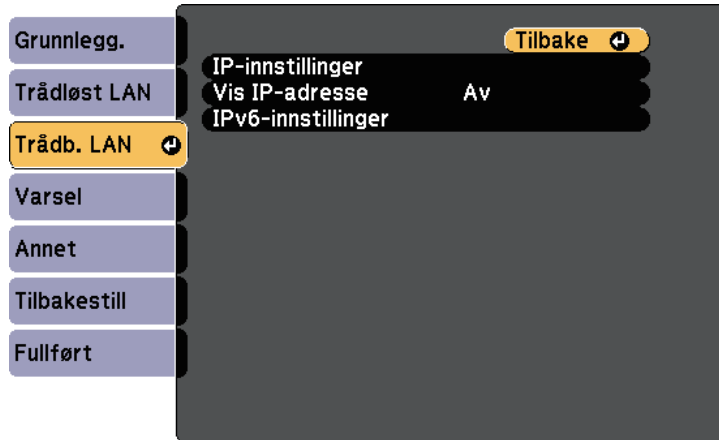 Grunnlegg.
Trådløst LAN
Trådb. LAN
Varsel
Annet
Tilbakestill
Fullført
Tilbake
IP-innstillinger
Vis IP-adresse Av
IPv6-innstillinger